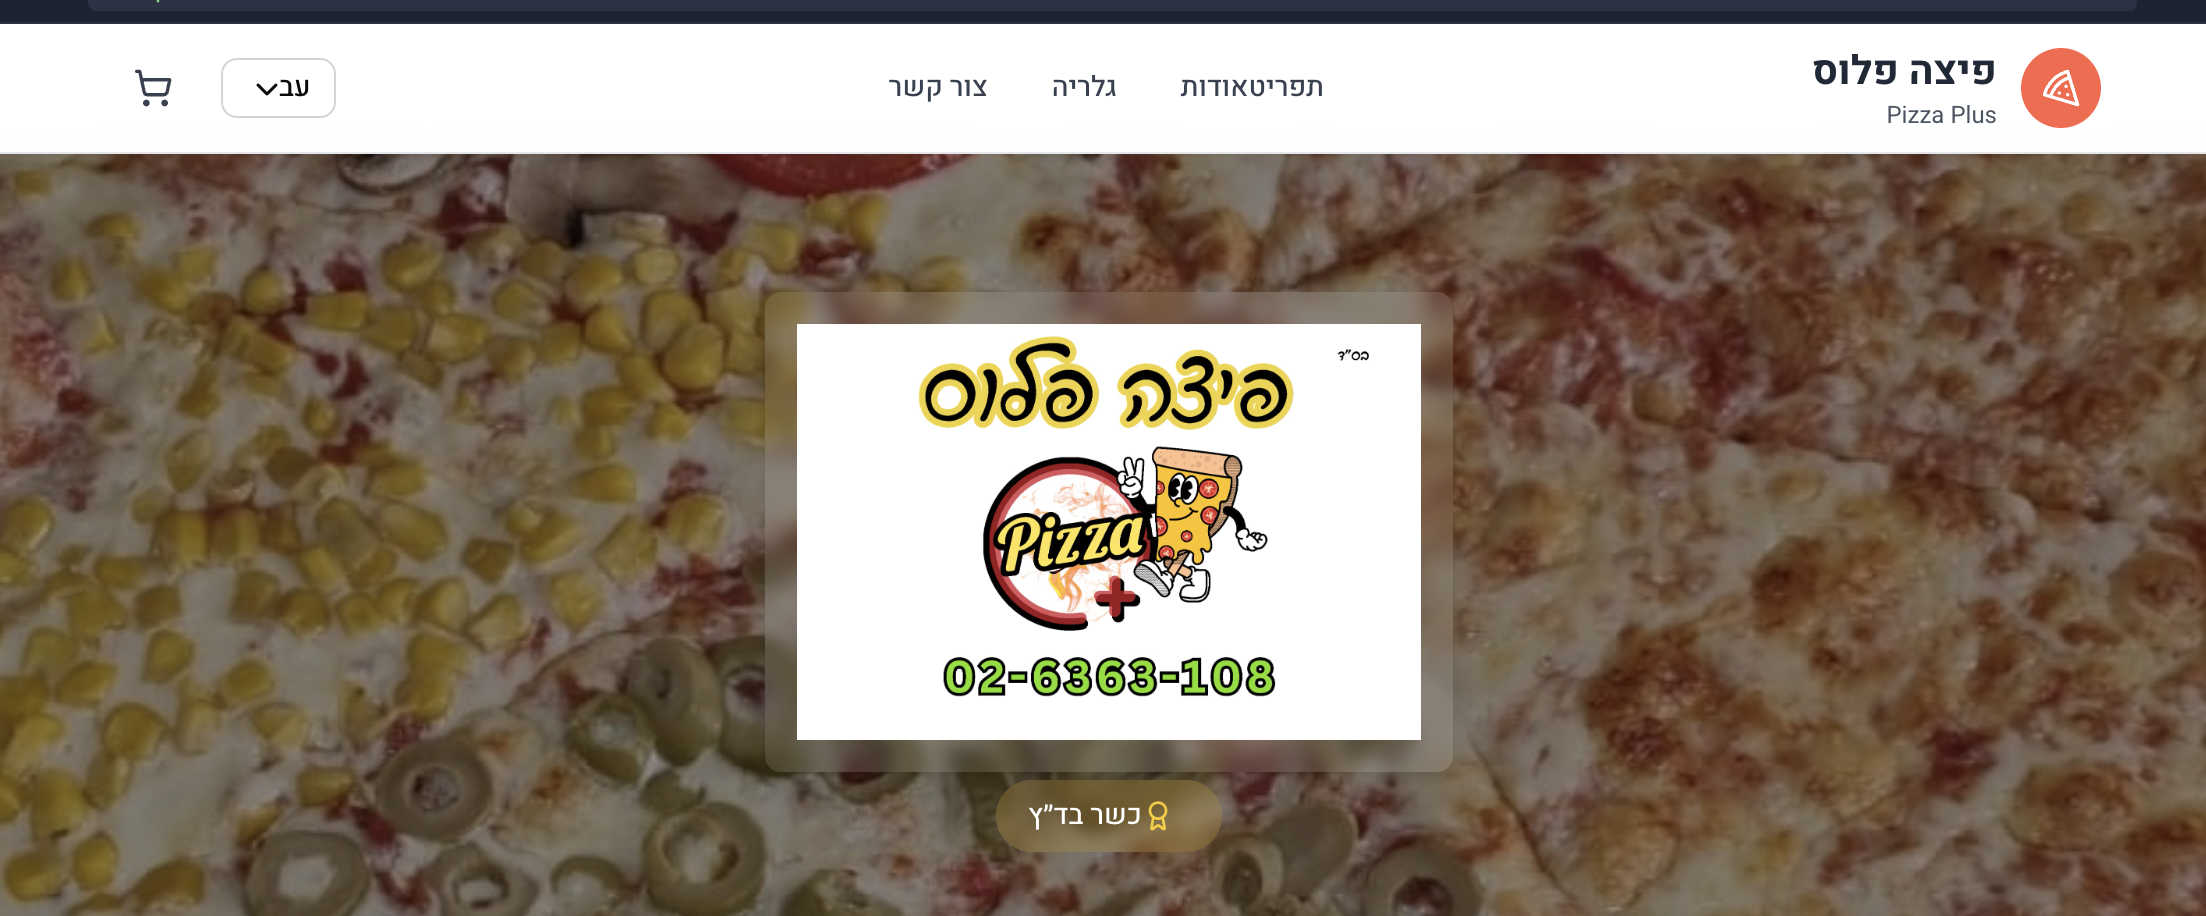 פיצה פלוס
Pizza Plus
תפריטאודות
גלריה
צור קשר
עב
בס"ד
פיצה פלוס
Pizza
+
02-6363-108
כשר בד״ץ